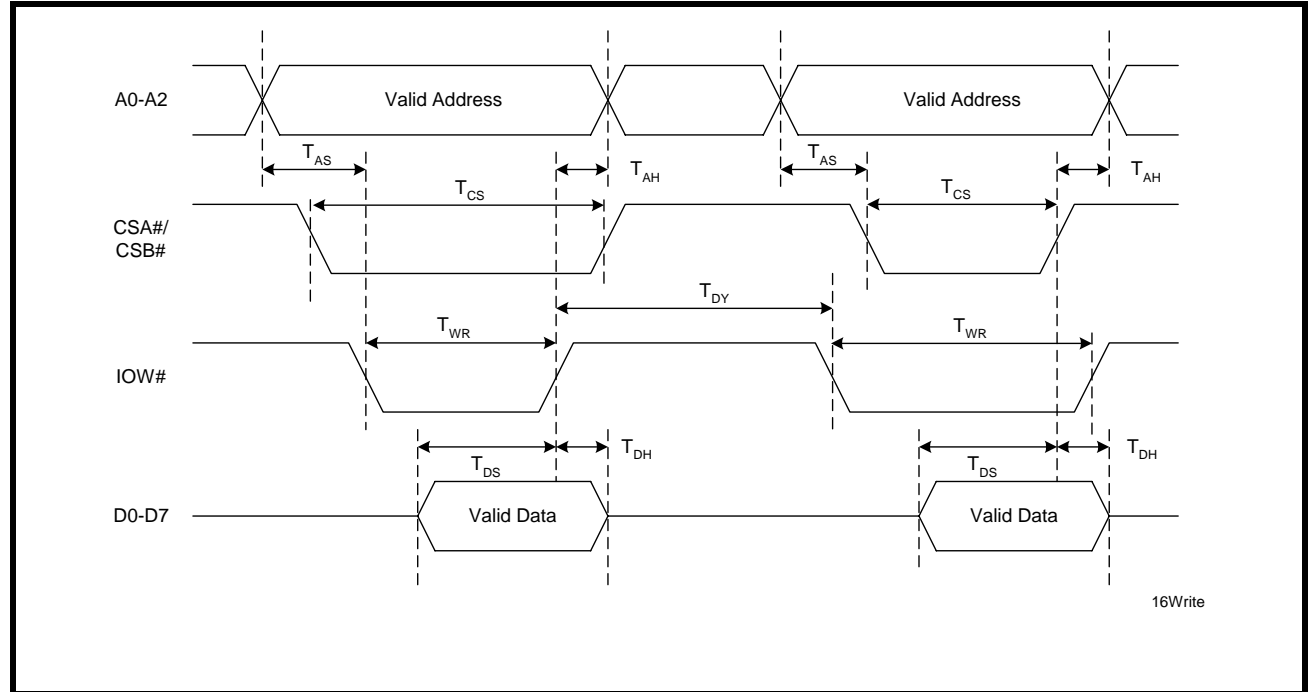 A0-A2
Valid Address
Valid Address
TAS
TAH
TAS
TAH
TCS
TCS
CSA#/
CSB#
TDY
TWR
TWR
IOW#
TDS
TDH
TDS
TDH
D0-D7
Valid Data
Valid Data
16Write